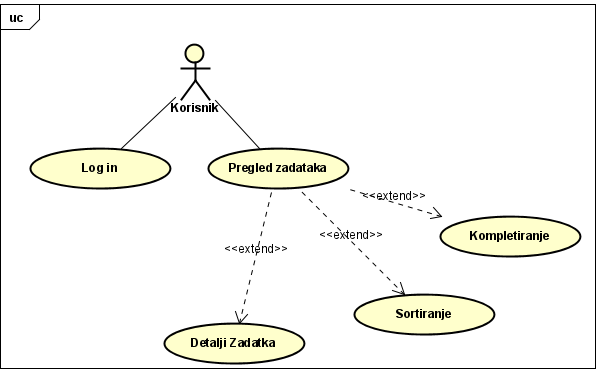 uc
Korisnik
Log in
Pregled zadataka
<<extend>>
Kompletiranje
<<extend>>
<<extend>>
Sortiranje
Detalji Zadatka